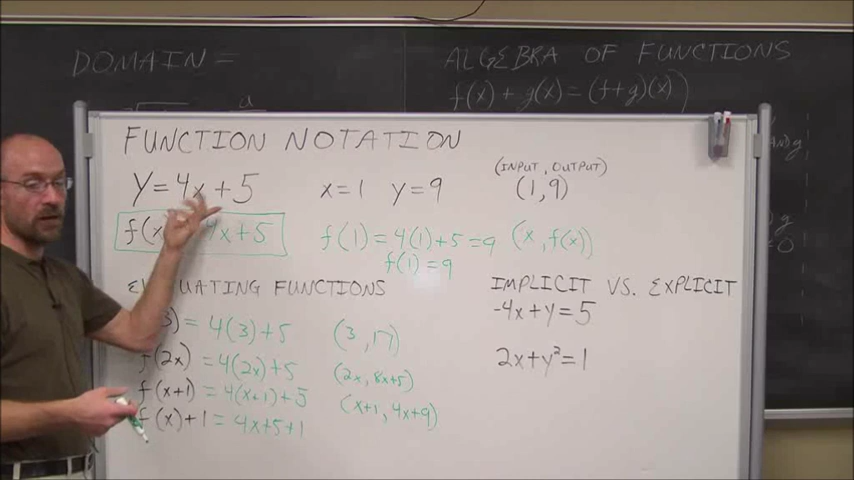 DOMAIN =
ALGEBRA OF FUNCTIONS
f(x) + g(x) = (f+g)(x)
FUNCTION NOTATION
y = 4x + 5
x = 1 y = 9
(INPUT, OUTPUT)
(1, 9)
f(x 4x + 5
f(1) = 4(1) + 5 = 9
(x, f(x))
f(1) = 9
EVALUATING FUNCTIONS
3) = 4(3) + 5
(3, 17)
f(2x) = 4(2x) + 5
(2x, 8x+5)
f(x+1) = 4(x+1) + 5
(x+1, 4x+9)
f(x) + 1 = 4x + 5 + 1
IMPLICIT VS. EXPLICIT
-4x + y = 5
2x + y² = 1